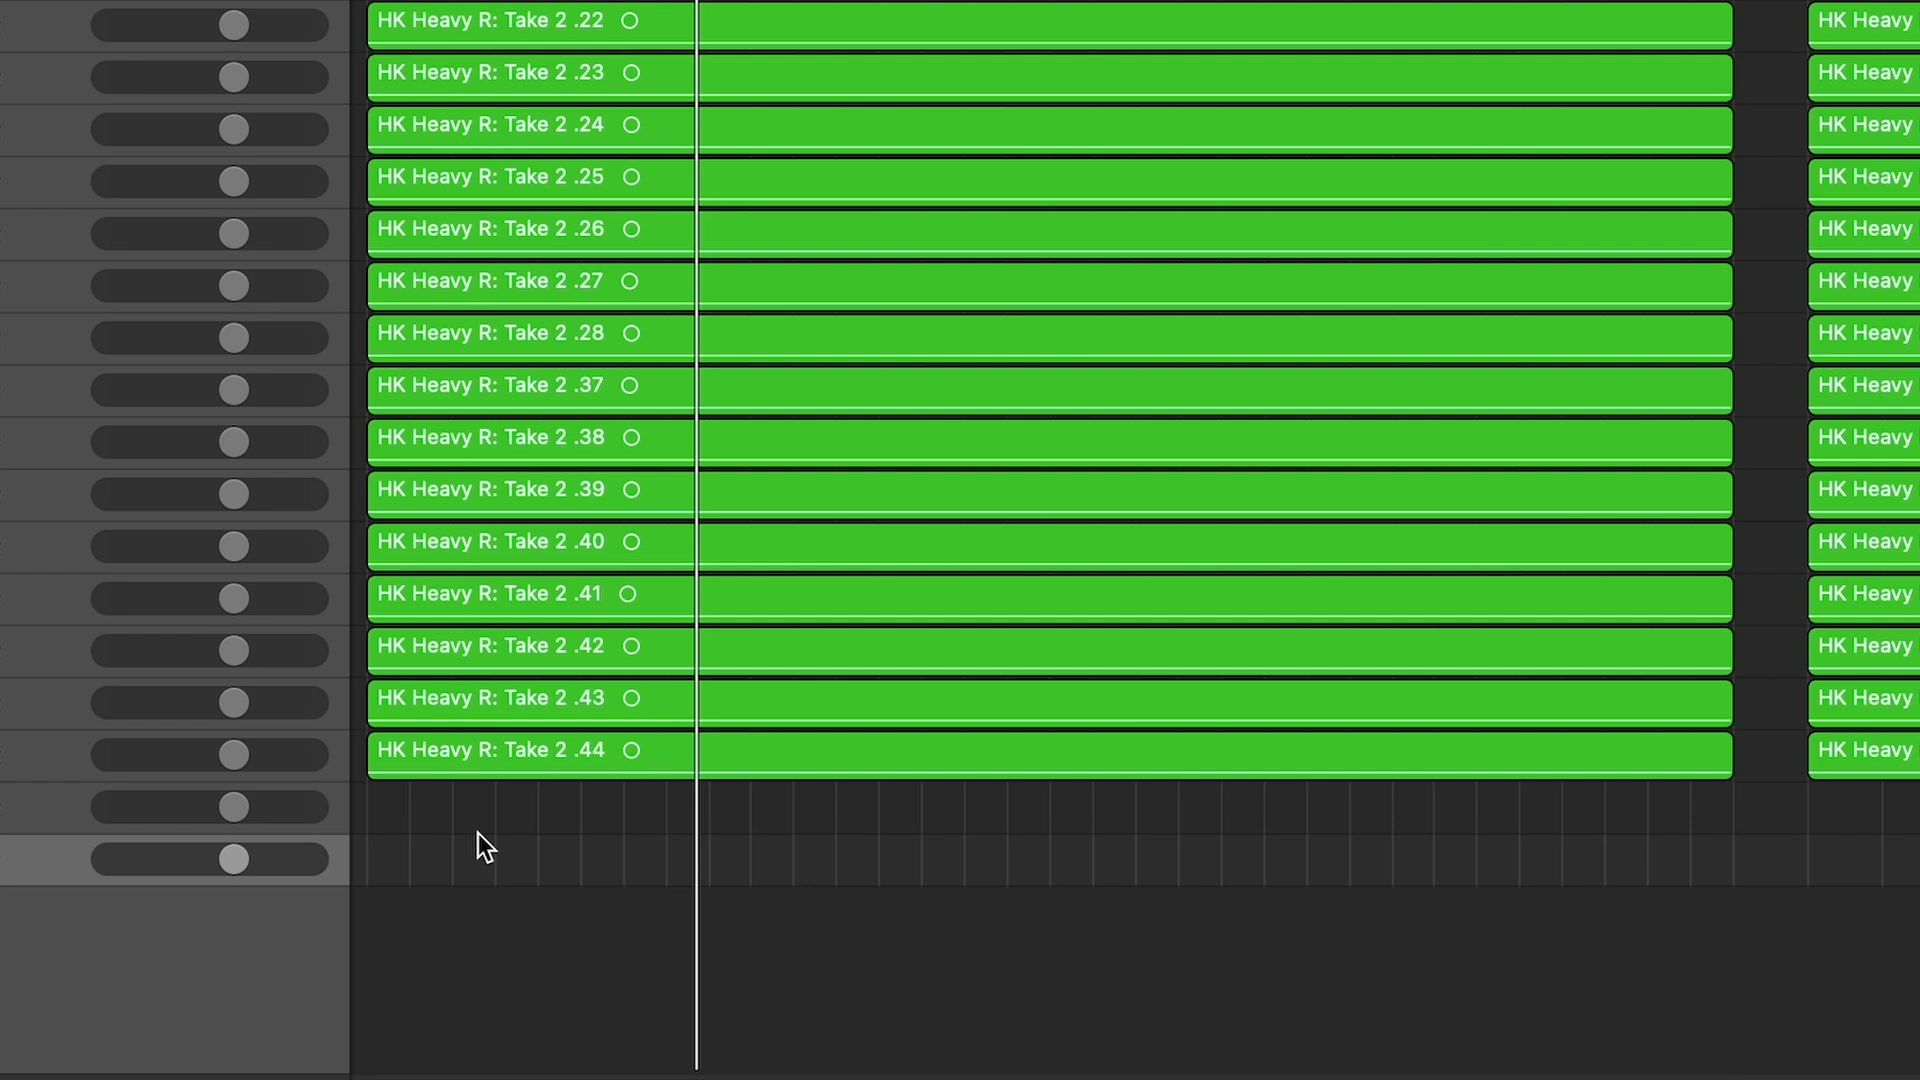 HK Heavy R: Take 2 .22 HK Heavy
HK Heavy R: Take 2 .23 HK Heavy
HK Heavy R: Take 2 .24 HK Heavy
HK Heavy R: Take 2 .25 HK Heavy
HK Heavy R: Take 2 .26 HK Heavy
HK Heavy R: Take 2 .27 HK Heavy
HK Heavy R: Take 2 .28 HK Heavy
HK Heavy R: Take 2 .37 HK Heavy
HK Heavy R: Take 2 .38 HK Heavy
HK Heavy R: Take 2 .39 HK Heavy
HK Heavy R: Take 2 .40 HK Heavy
HK Heavy R: Take 2 .41 HK Heavy
HK Heavy R: Take 2 .42 HK Heavy
HK Heavy R: Take 2 .43 HK Heavy
HK Heavy R: Take 2 .44 HK Heavy